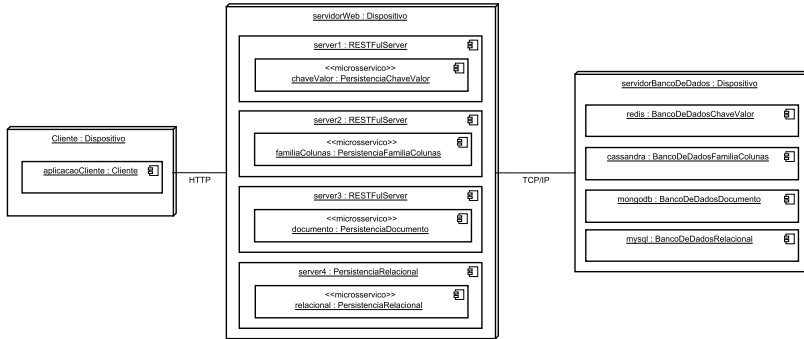 Cliente : Dispositivo
aplicacaoCliente : Cliente
HTTP
servidorWeb : Dispositivo
server1 : RESTFulServer
<<microsservico>>
chaveValor : PersistenciaChaveValor
server2 : RESTFulServer
<<microsservico>>
familiaColunas : PersistenciaFamiliaColunas
server3 : RESTFulServer
<<microsservico>>
documento : PersistenciaDocumento
server4 : PersistenciaRelacional
<<microsservico>>
relacional : PersistenciaRelacional
TCP/IP
servidorBancoDeDados : Dispositivo
redis : BancoDeDadosChaveValor
cassandra : BancoDeDadosFamiliaColunas
mongodb : BancoDeDadosDocumento
mysql : BancoDeDadosRelacional